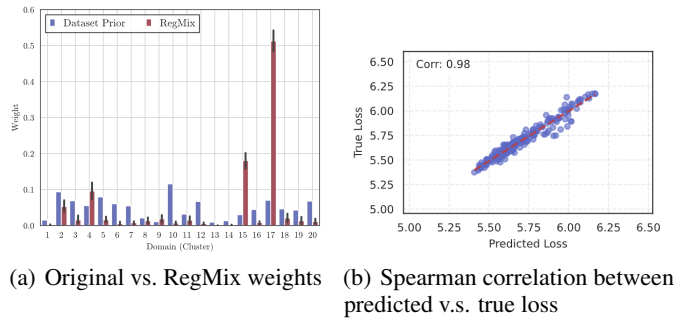 Dataset Prior RegMix
0.6
0.5
0.4
0.3
0.2
0.1
0.0
Weight
1 2 3 4 5 6 7 8 9 10 11 12 13 14 15 16 17 18 19 20
Domain (Cluster)
(a) Original vs. RegMix weights
Corr: 0.98
6.50
6.25
6.00
5.75
5.50
5.25
5.00
True Loss
5.00 5.25 5.50 5.75 6.00 6.25 6.50
Predicted Loss
(b) Spearman correlation between
predicted v.s. true loss